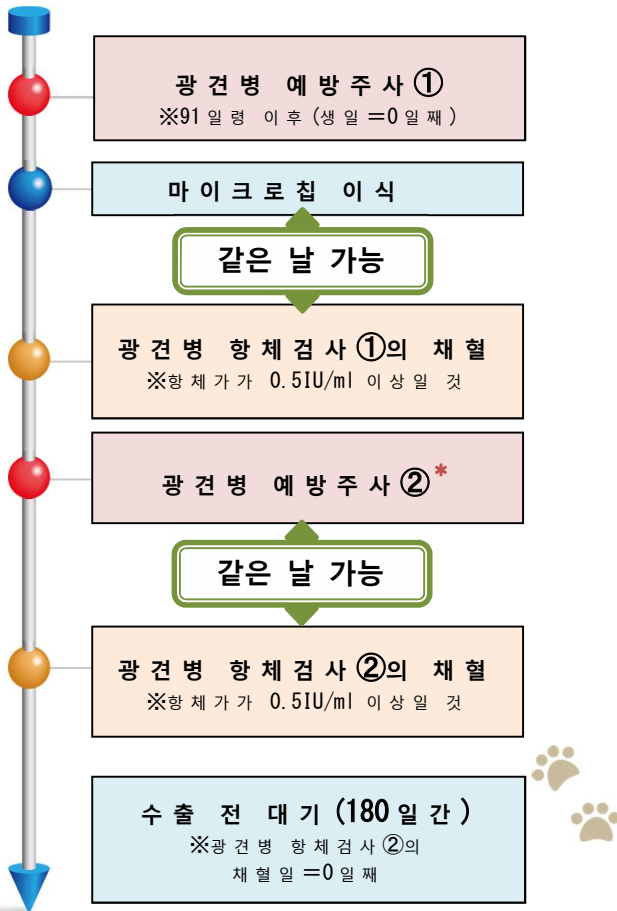 광견병 예방주사 ①
※91일령 이후 (생일=0일째)
마이크로칩 이식
같은 날 가능
광견병 항체검사 ①의 채혈
※항체가가 0.5IU/ml 이상일 것
광견병 예방주사 ② *
같은 날 가능
광견병 항체검사 ②의 채혈
※항체가가 0.5IU/ml 이상일 것
수출 전 대기 (180일간)
※광견병 항체검사 ②의
채혈일=0일째